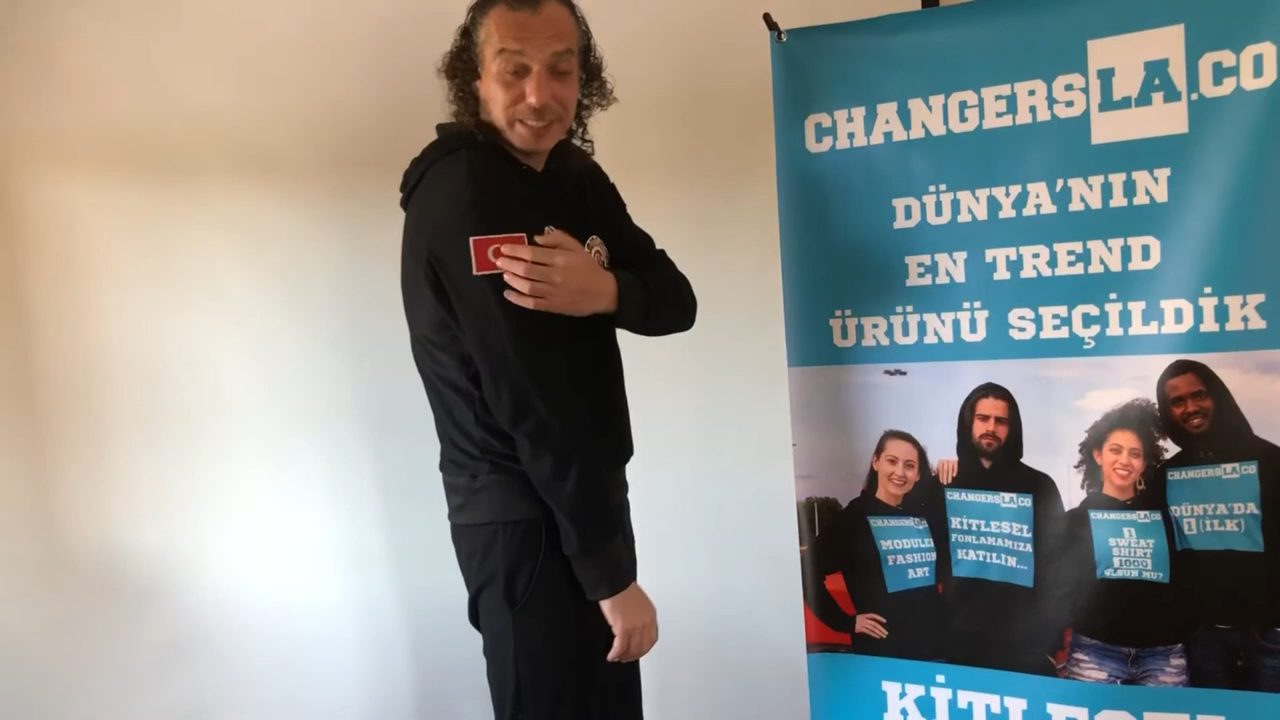 CHANGERSLA.CO
DÜNYA'NIN
EN TREND
ÜRÜNÜ SEÇİLDİK
CHANGERSLA.CO
MODULER
FASHION
ART
CHANGERSLA.CO
KİTLESEL
FONLAMAMIZA
KATILIN...
CHANGERSLA.CO
1
SWEAT
SHIRT
1000
OLSUN MU?
CHANGERSLA.CO
DÜNYA'DA
1 (İLK)